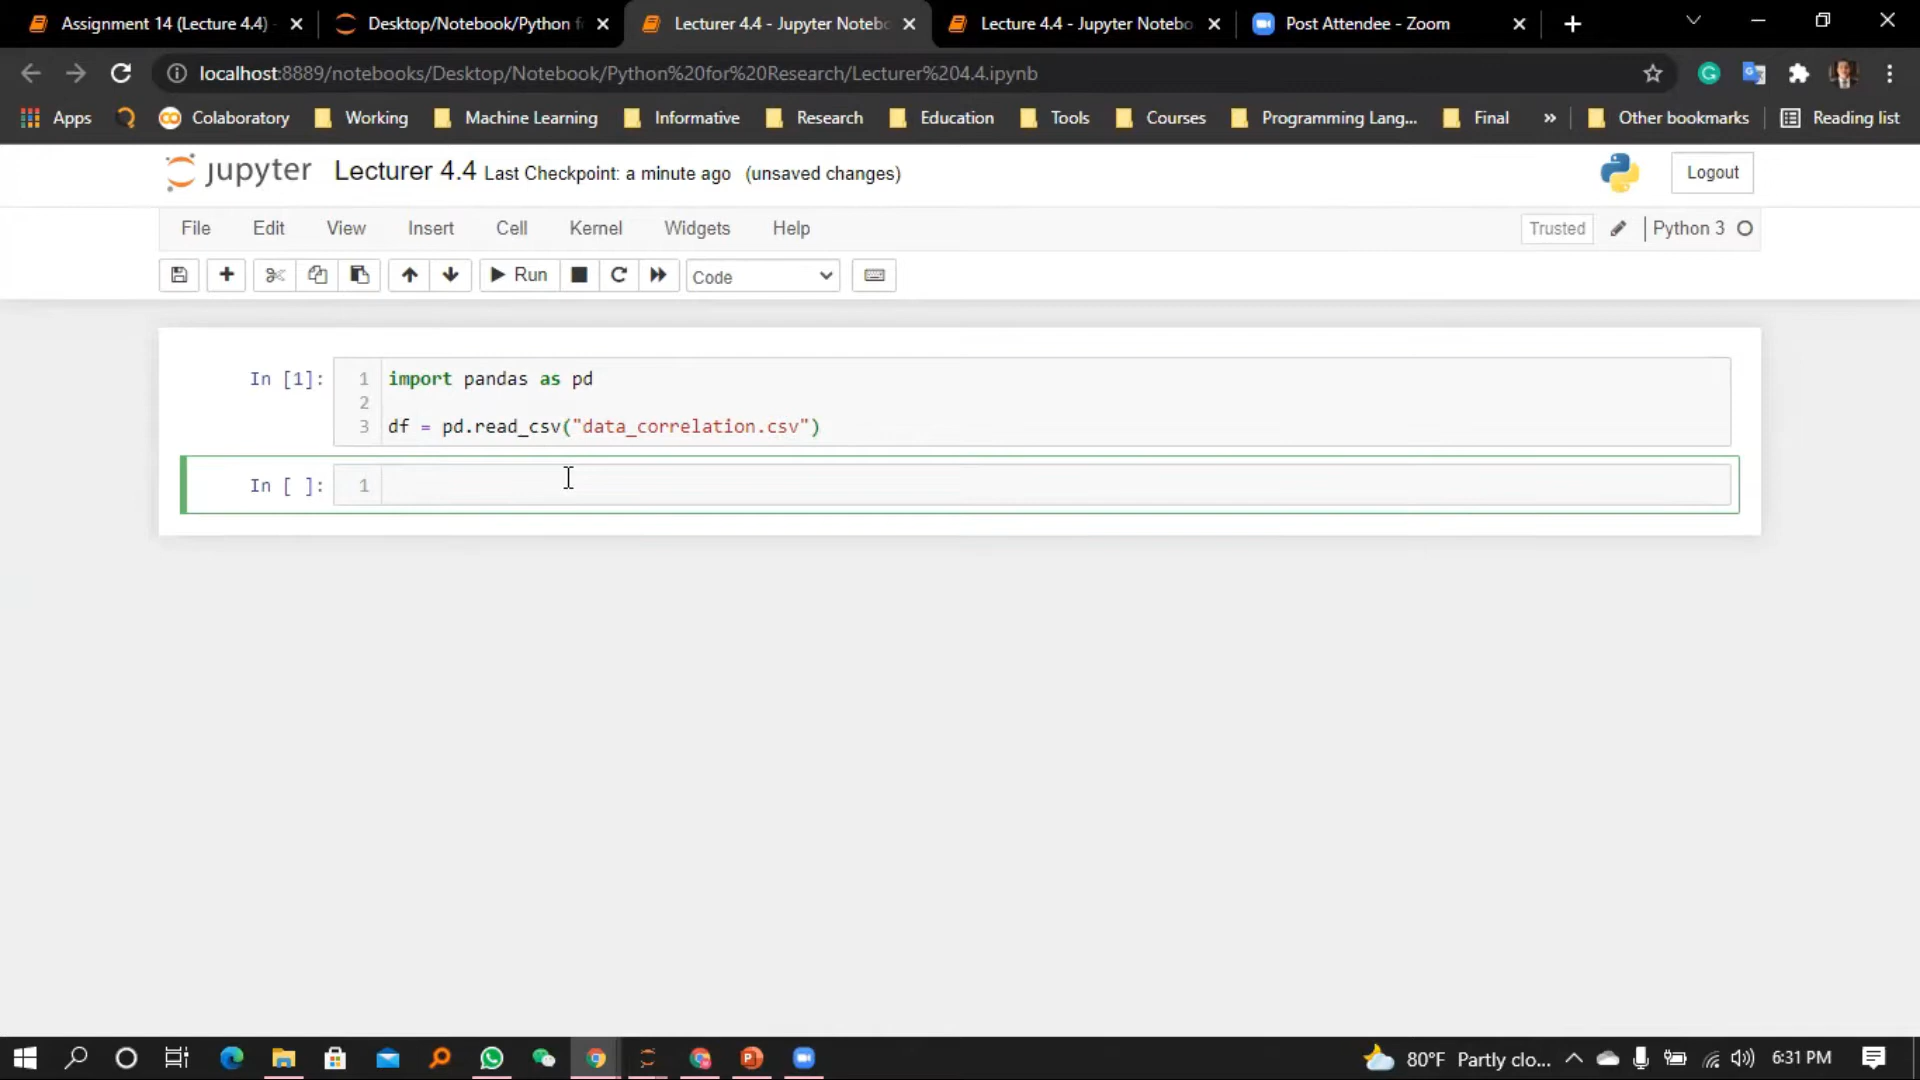 Assignment 14 (Lecture 4.4)
Desktop/Notebook/Python f
Lecturer 4.4 - Jupyter Notebo
Lecture 4.4 - Jupyter Notebo
Post Attendee - Zoom
localhost:8889/notebooks/Desktop/Notebook/Python%20for%20Research/Lecturer%204.4.ipynb
Apps
Colaboratory
Working
Machine Learning
Informative
Research
Education
Tools
Courses
Programming Lang...
Final
»
Other bookmarks
Reading list
jupyter Lecturer 4.4 Last Checkpoint: a minute ago (unsaved changes)
Logout
File Edit View Insert Cell Kernel Widgets Help
Trusted
Python 3
Run
Code
In [1]:
1 import pandas as pd
2
3 df = pd.read_csv("data_correlation.csv")
In [ ]:
1
80°F Partly clo...
6:31 PM